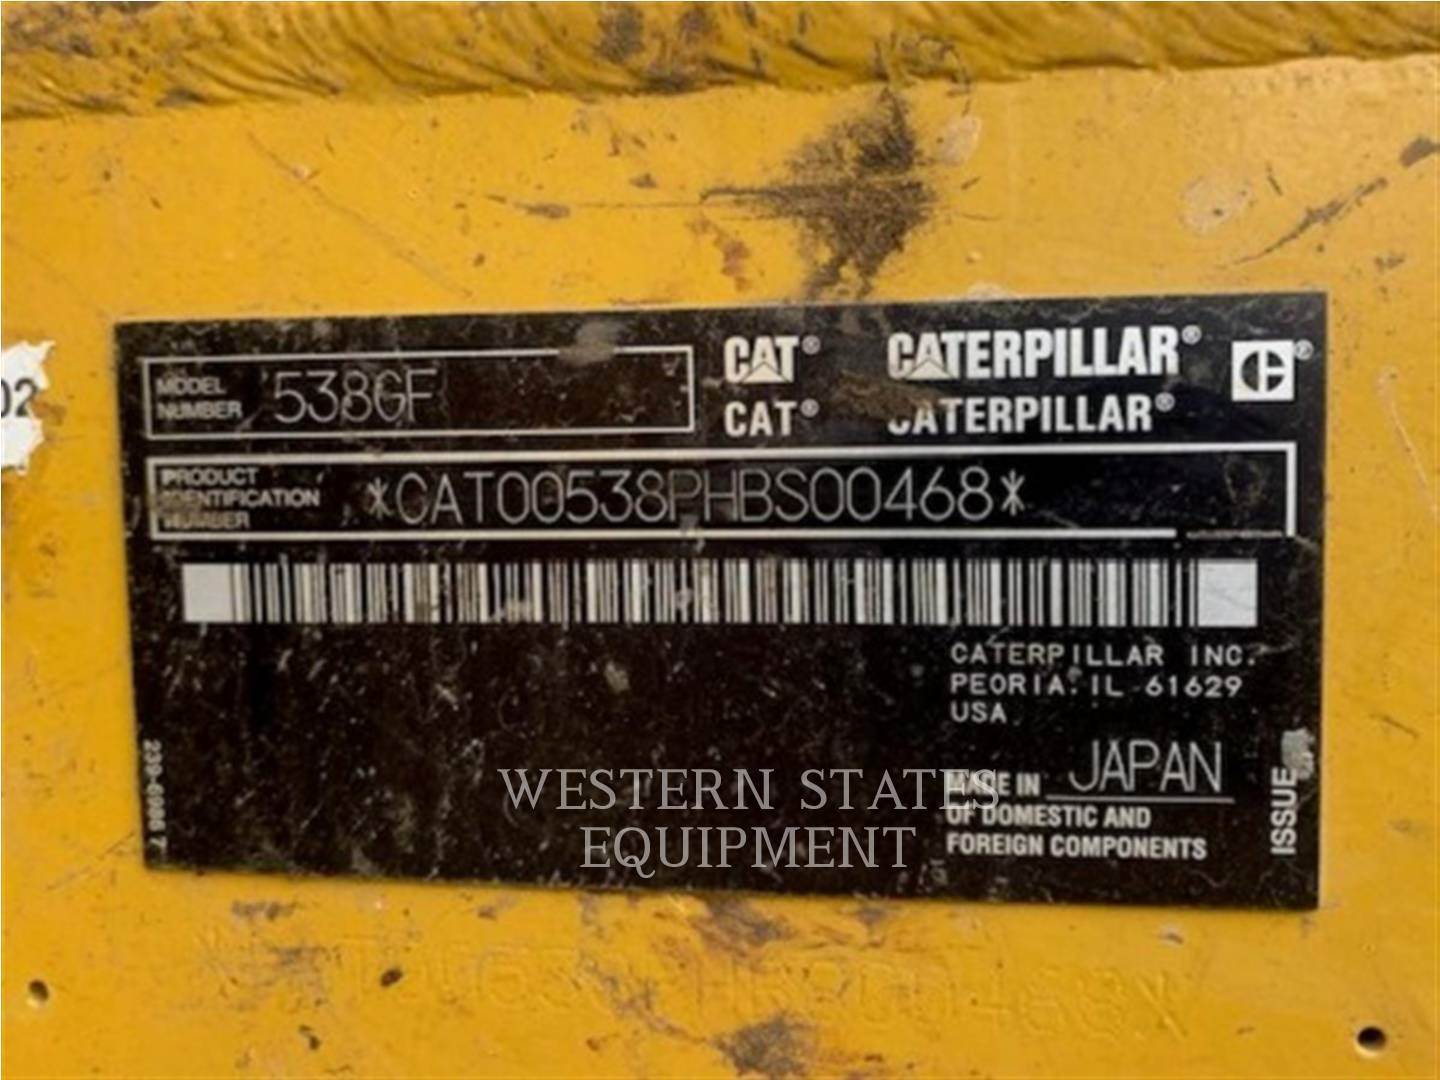 02
MODEL
NUMBER 538GF
CAT® CATERPILLAR®
CAT® CATERPILLAR®
PRODUCT
IDENTIFICATION
NUMBER *CAT00538PHBS00468*
CATERPILLAR INC.
PEORIA, IL 61629
USA
MADE IN JAPAN
OF DOMESTIC AND
FOREIGN COMPONENTS
ISSUE
WESTERN STATES
EQUIPMENT